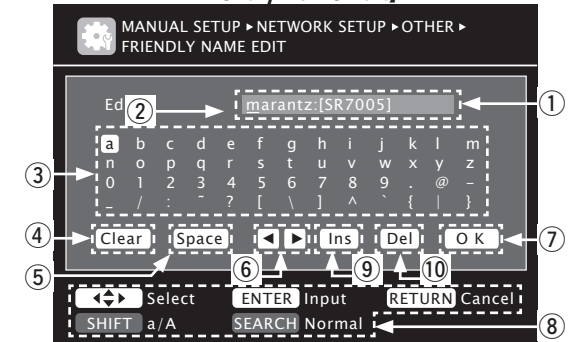 MANUAL SETUP ▸ NETWORK SETUP ▸ OTHER ▸
FRIENDLY NAME EDIT
Ed
marantz:[SR7005]
① ② ③ ④ ⑤ ⑥ ⑦ ⑧ ⑨ ⑩
a b c d e f g h i j k l m
n o p q r s t u v w x y z
0 1 2 3 4 5 6 7 8 9 . @ –
_ / : ˜ ? [ \ ] ^ ` { | }
Clear Space ◀ ▶ Ins Del O K
Select ENTER Input RETURN Cancel
SHIFT a/A SEARCH Normal